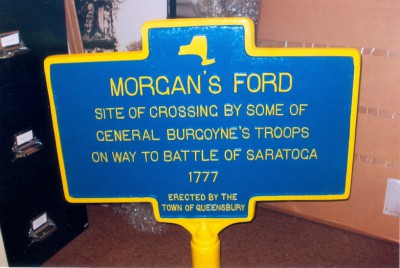 MORGAN'S FORD
SITE OF CROSSING BY SOME OF
GENERAL BURGOYNE'S TROOPS
ON WAY TO BATTLE OF SARATOGA
1777
ERECTED BY THE
TOWN OF QUEENSBURY